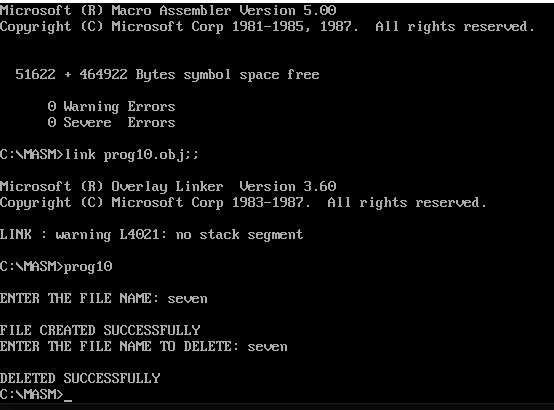 Microsoft (R) Macro Assembler Version 5.00
Copyright (C) Microsoft Corp 1981-1985, 1987.  All rights reserved.
51622 + 464922 Bytes symbol space free
0 Warning Errors
0 Severe  Errors
C:\MASM>link prog10.obj;;
Microsoft (R) Overlay Linker  Version 3.60
Copyright (C) Microsoft Corp 1983-1987.  All rights reserved.
LINK : warning L4021: no stack segment
C:\MASM>prog10
ENTER THE FILE NAME: seven
FILE CREATED SUCCESSFULLY
ENTER THE FILE NAME TO DELETE: seven
DELETED SUCCESSFULLY
C:\MASM>_